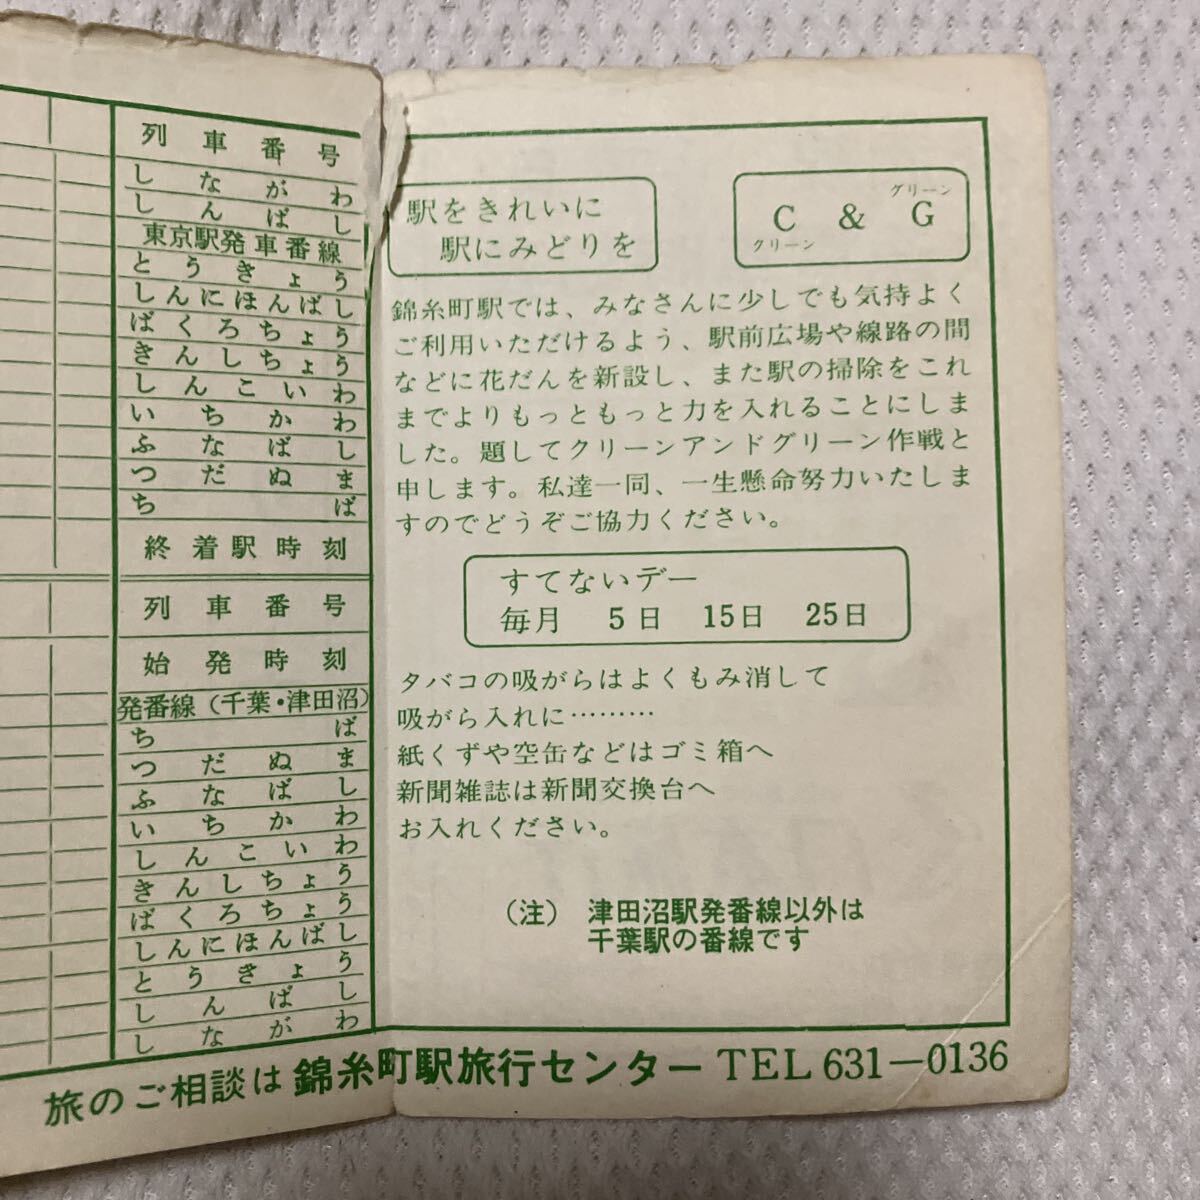 列車番号
しながわ
しんばし
東京駅発車番線
とうきょう
しんにほんばし
ばくろちょう
きんしちょう
しんこいわ
いちかわ
ふなばし
つだぬま
ちば
終着駅時刻
列車番号
始発時刻
発番線(千葉・津田沼)
ちば
つだぬま
ふなばし
いちかわ
しんこいわ
きんしちょう
ばくろちょう
しんにほんばし
とうきょう
しんばし
しながわ
駅をきれいに
駅にみどりを
グリーン
C & G
クリーン
錦糸町駅では、みなさんに少しでも気持よく
ご利用いただけるよう、駅前広場や線路の間
などに花だんを新設し、また駅の掃除をこれ
までよりもっともっと力を入れることにしま
した。題してクリーンアンドグリーン作戦と
申します。私達一同、一生懸命努力いたしま
すのでどうぞご協力ください。
すてないデー
毎月 5日 15日 25日
タバコの吸がらはよくもみ消して
吸がら入れに………
紙くずや空缶などはゴミ箱へ
新聞雑誌は新聞交換台へ
お入れください。
(注) 津田沼駅発番線以外は
千葉駅の番線です
旅のご相談は 錦糸町駅旅行センター TEL 631-0136